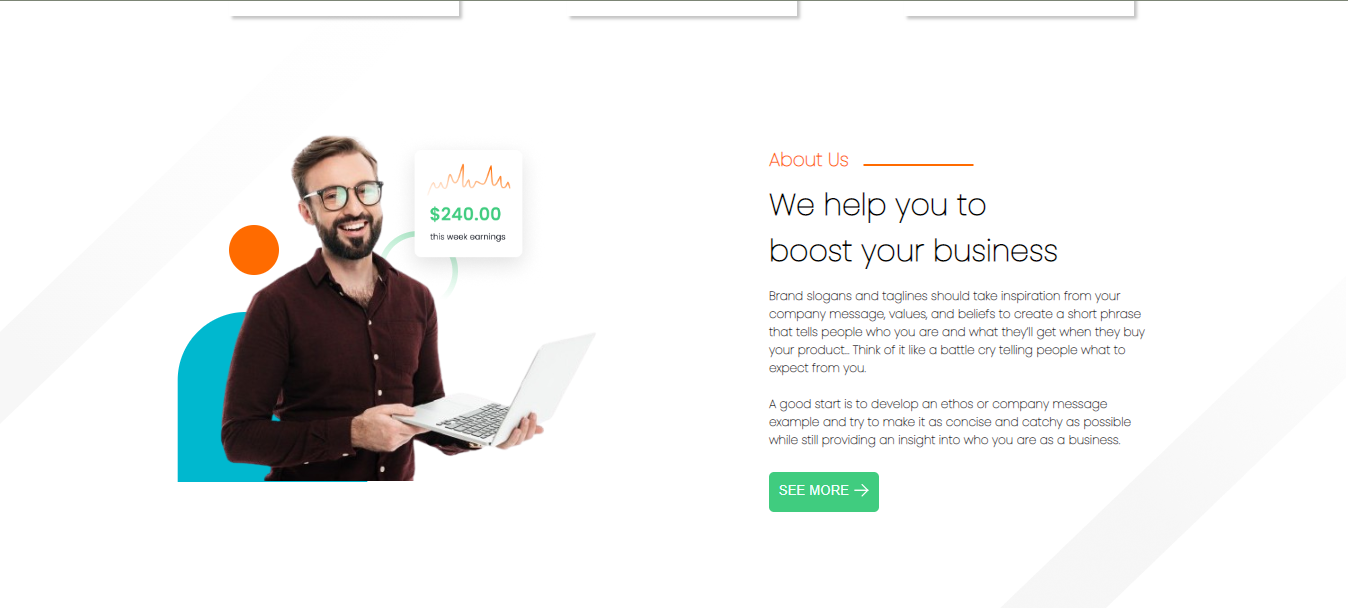 $240.00
this week earnings
About Us
We help you to
boost your business
Brand slogans and taglines should take inspiration from your
company message, values, and beliefs to create a short phrase
that tells people who you are and what they'll get when they buy
your product... Think of it like a battle cry telling people what to
expect from you.
A good start is to develop an ethos or company message
example and try to make it as concise and catchy as possible
while still providing an insight into who you are as a business.
SEE MORE →